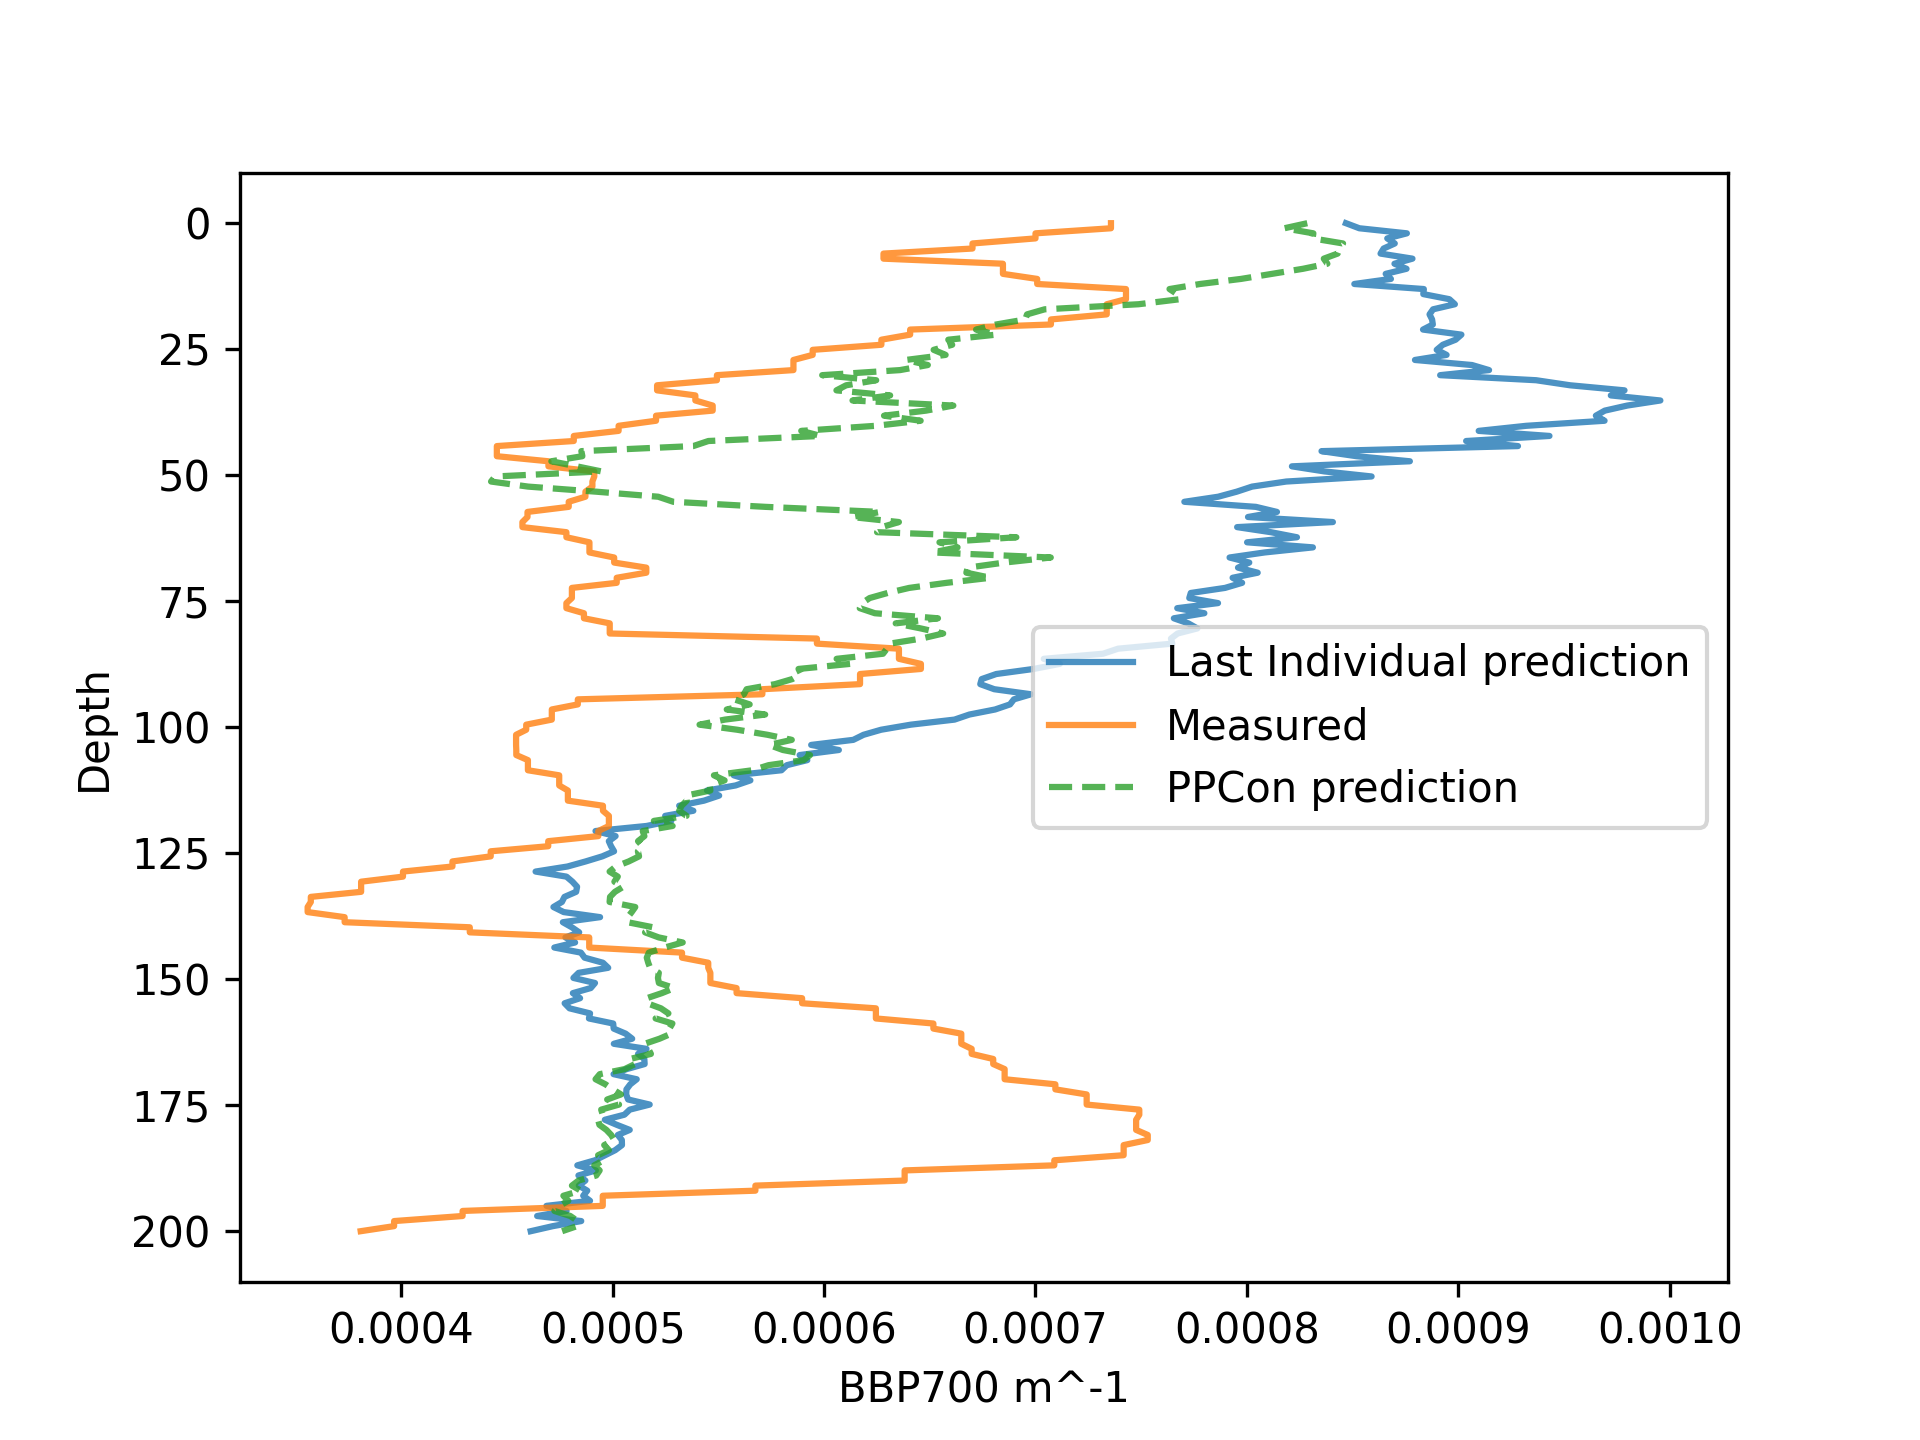 0
25
50
75
100
125
150
175
200
Depth
Last Individual prediction
Measured
PPCon prediction
0.0004 0.0005 0.0006 0.0007 0.0008 0.0009 0.0010
BBP700 m^-1